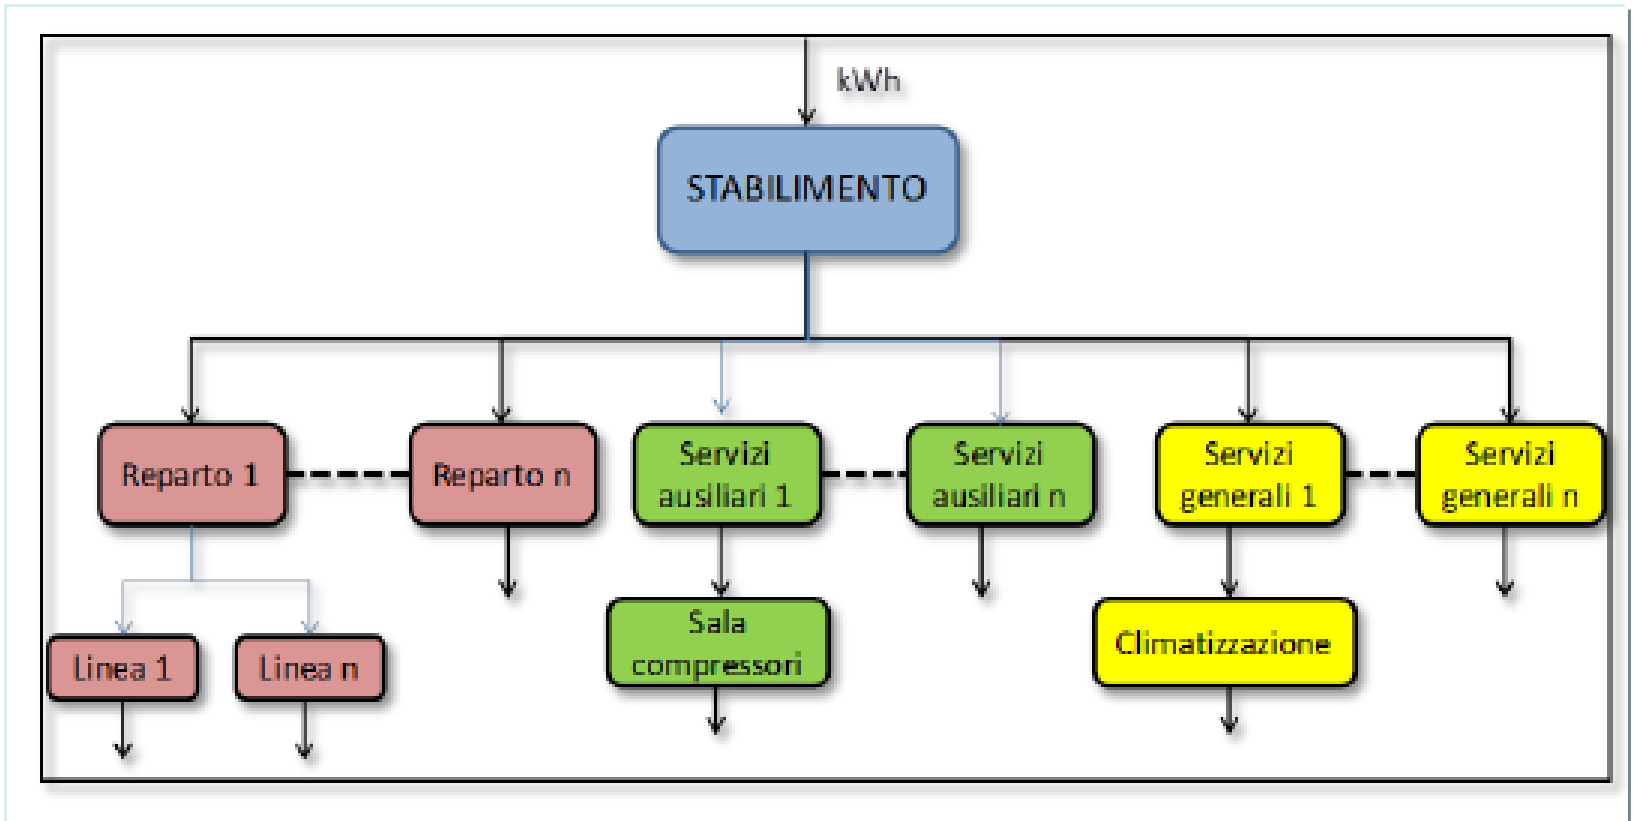 kWh
STABILIMENTO
Reparto 1
Reparto n
Servizi
ausiliari 1
Servizi
ausiliari n
Servizi
generali 1
Servizi
generali n
Linea 1
Linea n
Sala
compressori
Climatizzazione